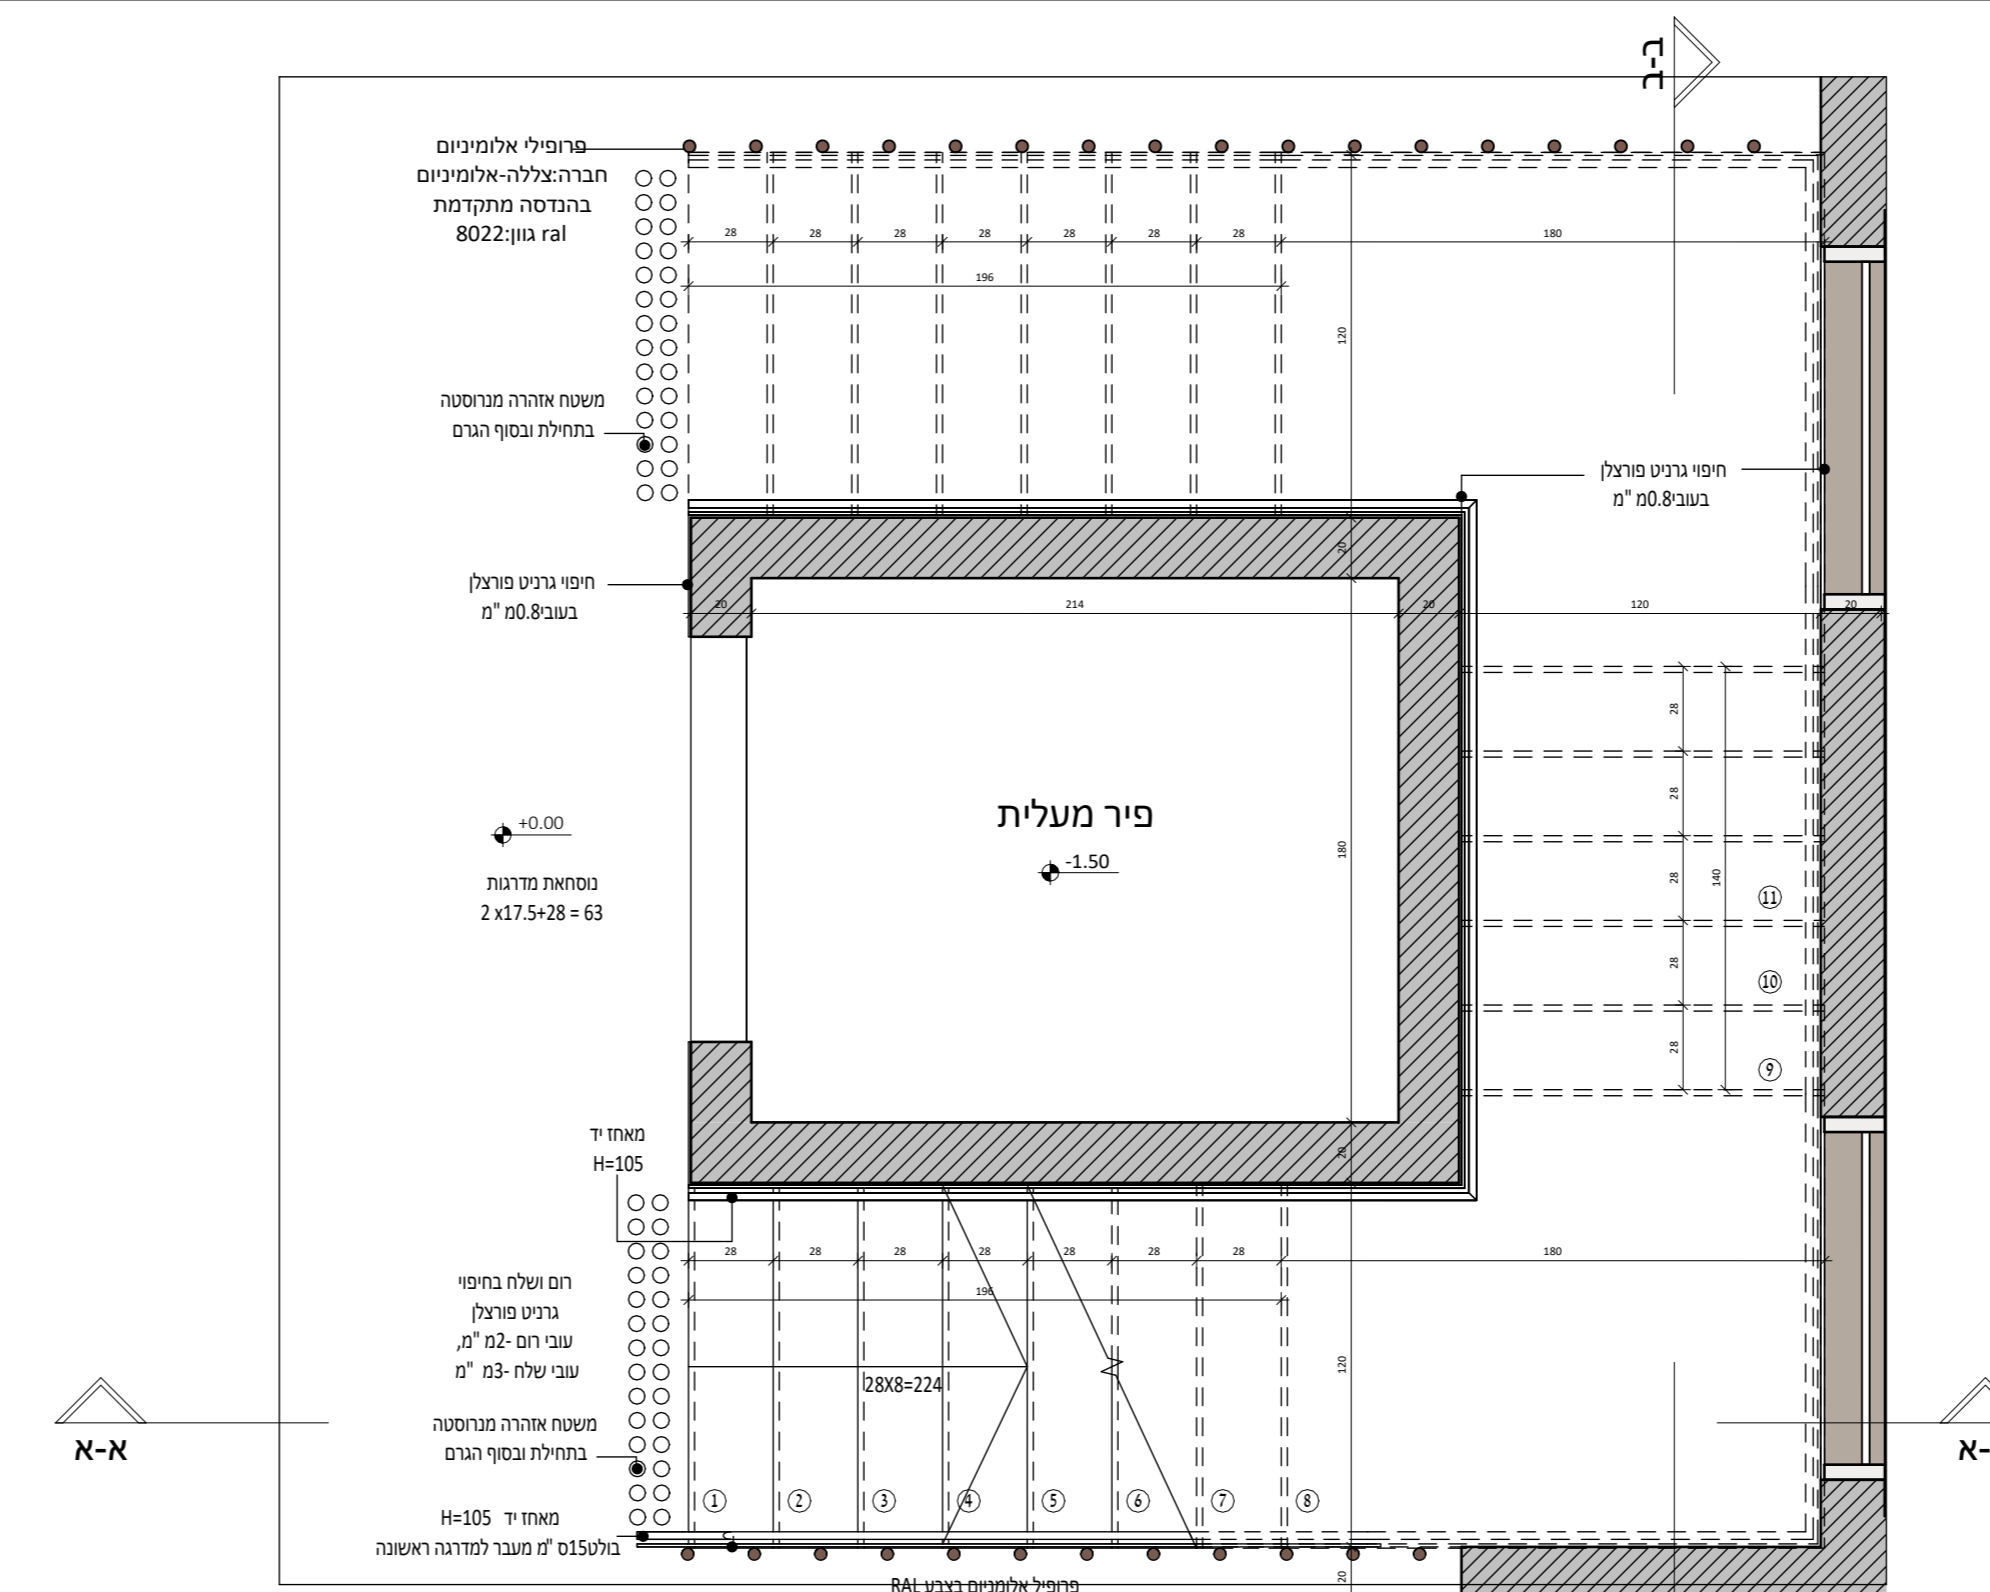 ב-ב
פרופילי אלומיניום
חברה:צללה-אלומיניום
בהנדסה מתקדמת
ral גוון:8022
28 28 28 28 28 28 28 180
196
120
משטח אזהרה מנרוסטה
בתחילת ובסוף הגרם
חיפוי גרניט פורצלן
בעובי0.8מ "מ
20
חיפוי גרניט פורצלן
בעובי0.8מ "מ
20 214 20 120 20
28
28
28
28
28
140
11
10
9
פיר מעלית
-1.50
180
+0.00
נוסחאת מדרגות
2 x17.5+28 = 63
מאחז יד
H=105
20
28 28 28 28 28 28 28 180
196
רום ושלח בחיפוי
גרניט פורצלן
עובי רום -2מ "מ,
עובי שלח -3מ "מ
120
28X8=224
א-א
א-
משטח אזהרה מנרוסטה
בתחילת ובסוף הגרם
1 2 3 4 5 6 7 8
מאחז יד H=105
בולט15ס "מ מעבר למדרגה ראשונה
20
פרופיל אלומניום בצבע RAL